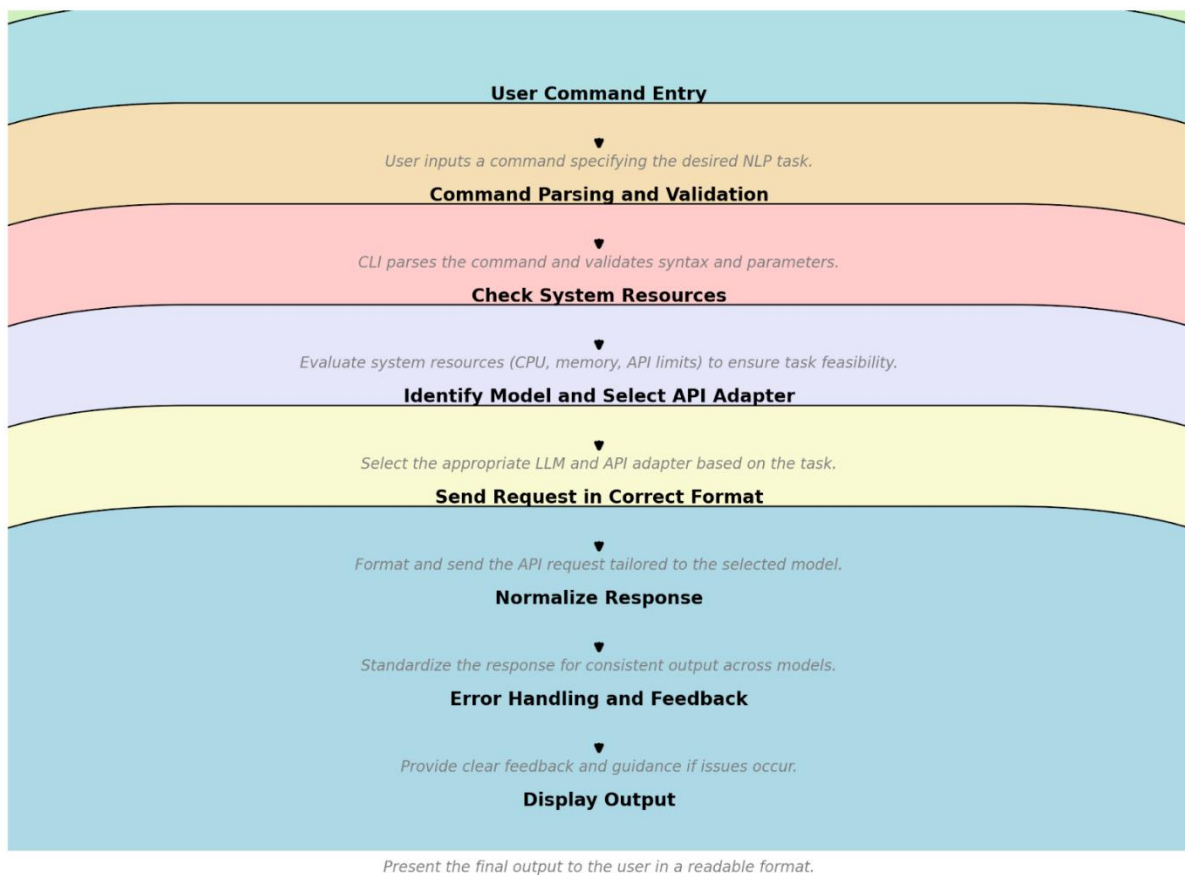 User Command Entry
User inputs a command specifying the desired NLP task.
Command Parsing and Validation
CLI parses the command and validates syntax and parameters.
Check System Resources
Evaluate system resources (CPU, memory, API limits) to ensure task feasibility.
Identify Model and Select API Adapter
Select the appropriate LLM and API adapter based on the task.
Send Request in Correct Format
Format and send the API request tailored to the selected model.
Normalize Response
Standardize the response for consistent output across models.
Error Handling and Feedback
Provide clear feedback and guidance if issues occur.
Display Output
Present the final output to the user in a readable format.